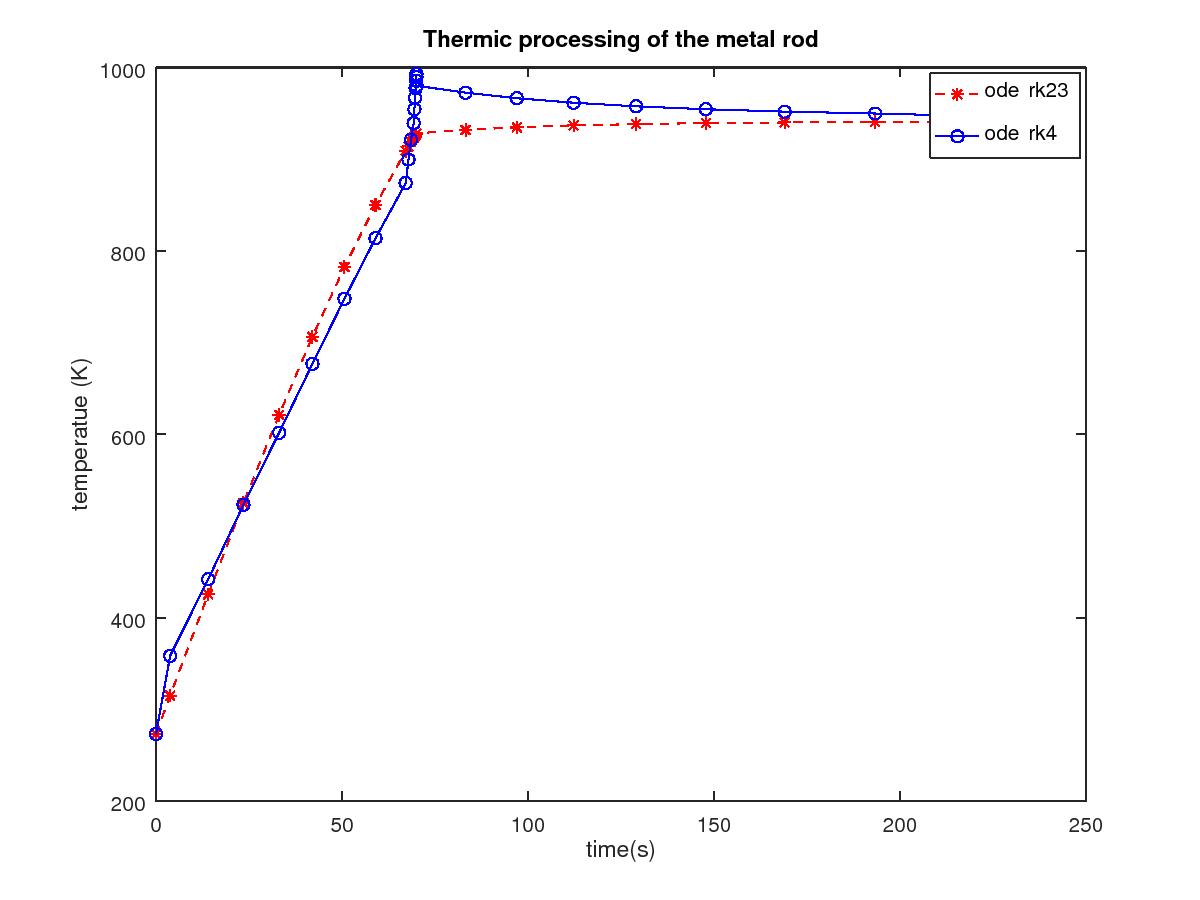 Thermic processing of the metal rod
1000
800
600
400
200
temperatue (K)
ode rk23
ode rk4
0
50
100
150
200
250
time(s)